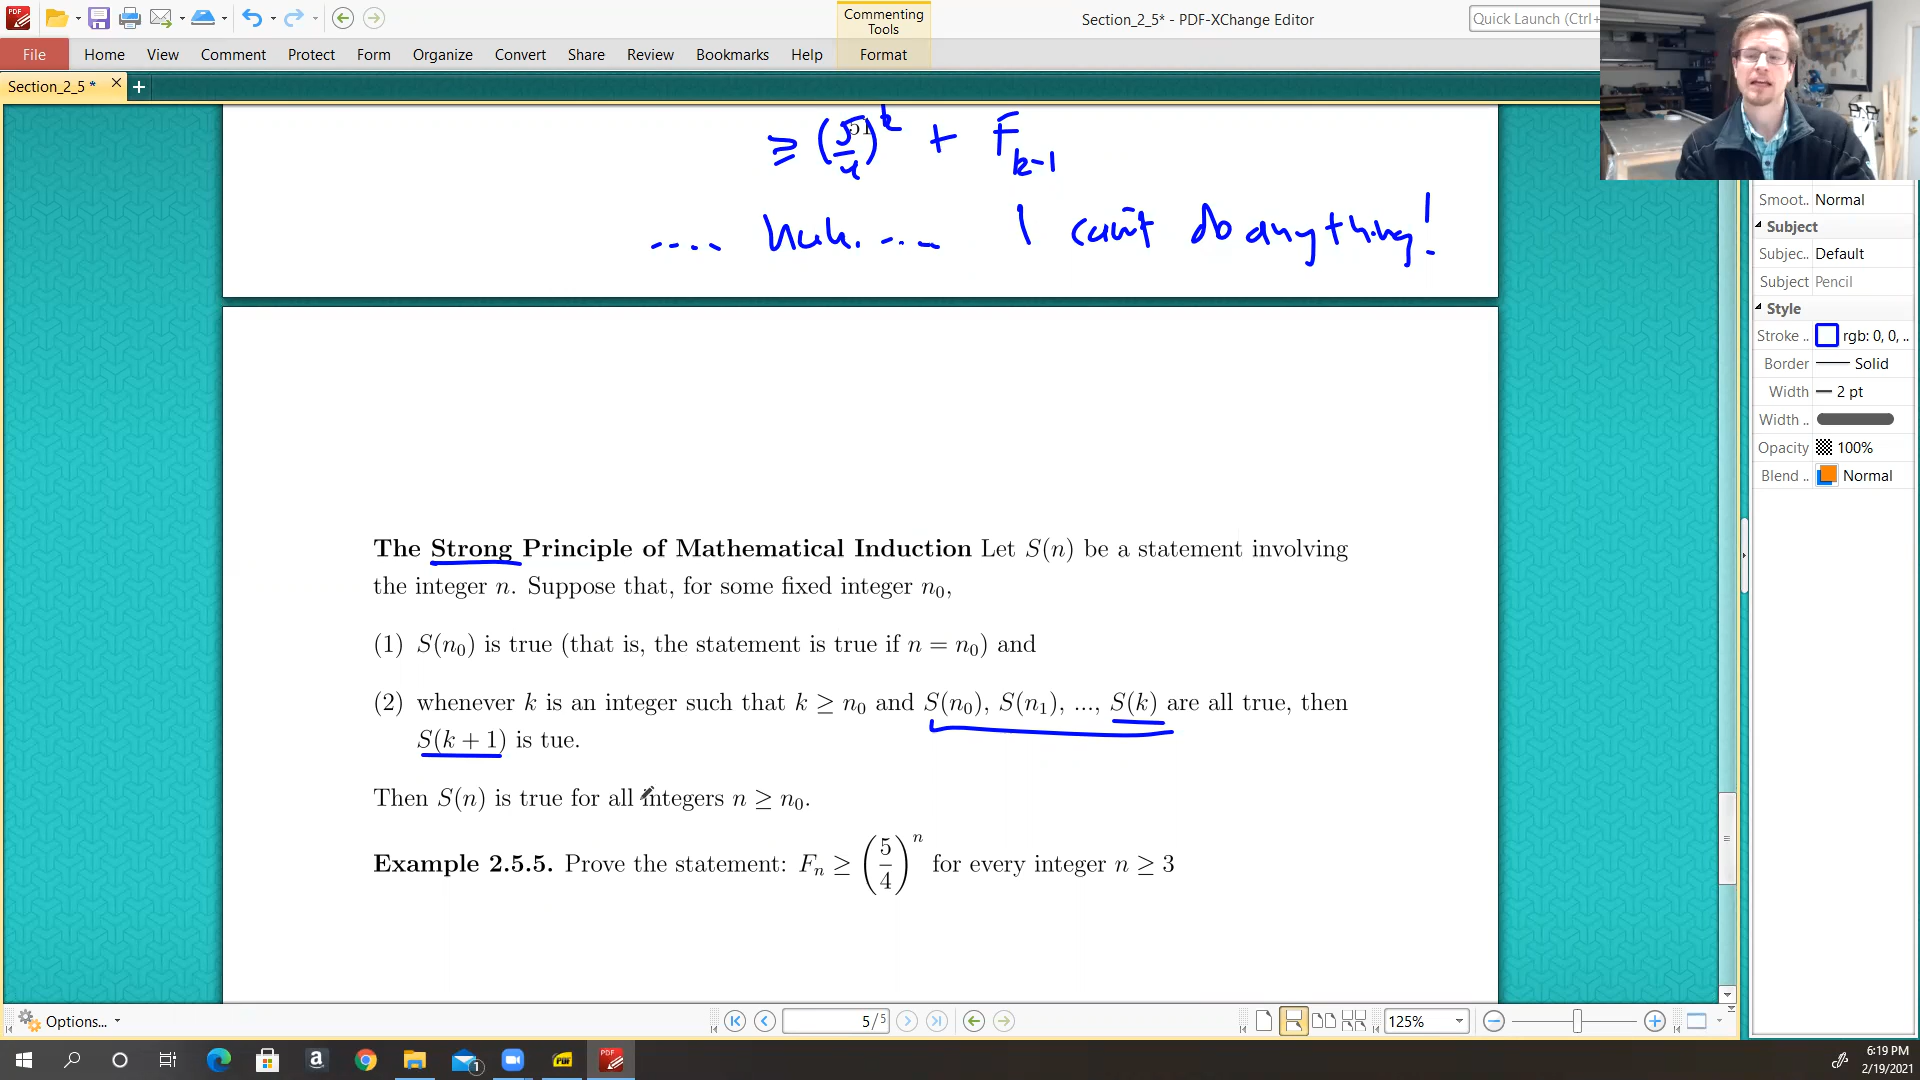 Section_2_5* - PDF-XChange Editor
Commenting Tools
Quick Launch (Ctrl+
File Home View Comment Protect Form Organize Convert Share Review Bookmarks Help Format
Section_2_5 *
51
≥ (5/4)^k + F_{k-1}
.... huh.... I can't do anything!
The Strong Principle of Mathematical Induction Let S(n) be a statement involving
the integer n. Suppose that, for some fixed integer n₀,
(1) S(n₀) is true (that is, the statement is true if n = n₀) and
(2) whenever k is an integer such that k ≥ n₀ and S(n₀), S(n₁), ..., S(k) are all true, then
S(k + 1) is tue.
Then S(n) is true for all integers n ≥ n₀.
Example 2.5.5. Prove the statement: Fₙ ≥ (5/4)^n for every integer n ≥ 3
Smoot.. Normal
Subject
Subjec.. Default
Subject Pencil
Style
Stroke .. rgb: 0, 0, ..
Border Solid
Width 2 pt
Width ..
Opacity 100%
Blend .. Normal
Options...
5/5
125%
6:19 PM
2/19/2021